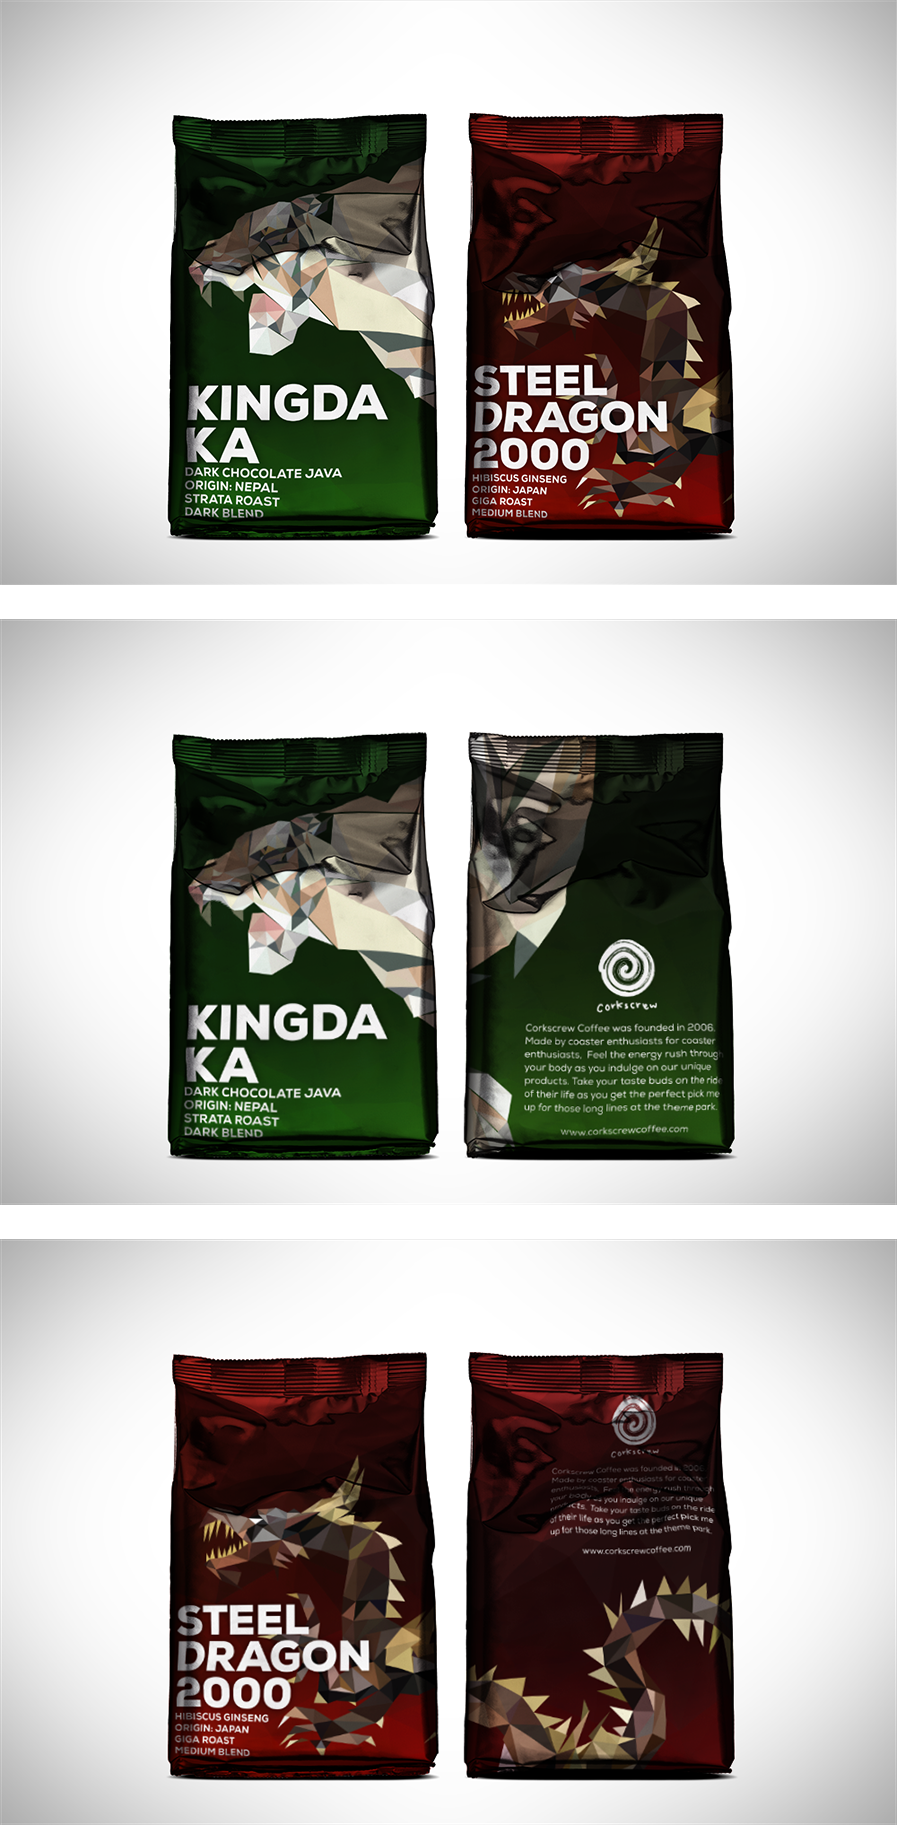 KINGDA
KA
DARK CHOCOLATE JAVA
ORIGIN: NEPAL
STRATA ROAST
DARK BLEND
STEEL
DRAGON
2000
HIBISCUS GINSENG
ORIGIN: JAPAN
GIGA ROAST
MEDIUM BLEND
KINGDA
KA
DARK CHOCOLATE JAVA
ORIGIN: NEPAL
STRATA ROAST
DARK BLEND
Corkscrew
Corkscrew Coffee was founded in 2006.
Made by coaster enthusiasts for coaster
enthusiasts. Feel the energy rush through
your body as you indulge on our unique
products. Take your taste buds on the ride
of their life as you get the perfect pick me
up for those long lines at the theme park.
www.corkscrewcoffee.com
STEEL
DRAGON
2000
HIBISCUS GINSENG
ORIGIN: JAPAN
GIGA ROAST
MEDIUM BLEND
Corkscrew
Corkscrew Coffee was founded in 2006.
Made by coaster enthusiasts for coaster
enthusiasts. Feel the energy rush through
your body as you indulge on our unique
products. Take your taste buds on the ride
of their life as you get the perfect pick me
up for those long lines at the theme park.
www.corkscrewcoffee.com